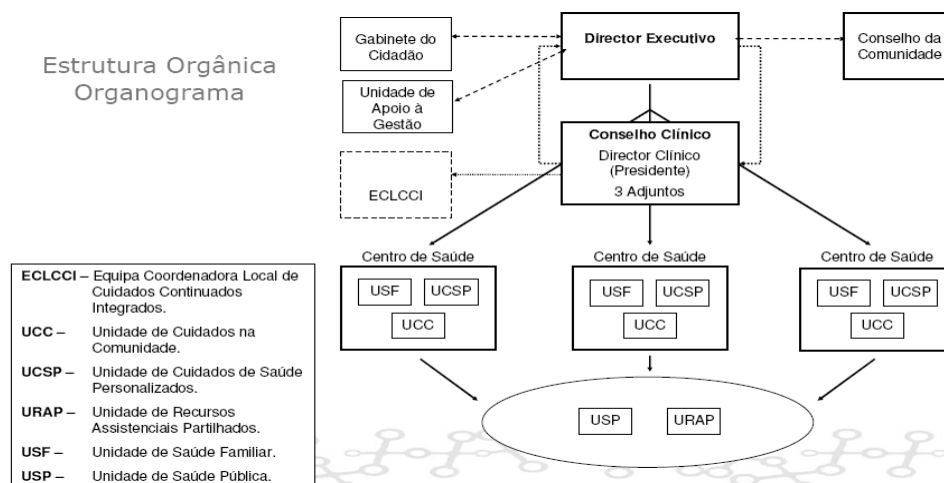 Estrutura Orgânica
Organograma
Gabinete do
Cidadão
Director Executivo
Conselho da
Comunidade
Unidade de
Apoio à
Gestão
Conselho Clínico
Director Clínico
(Presidente)
3 Adjuntos
ECLCCI
Centro de Saúde
USF UCSP
UCC
Centro de Saúde
USF UCSP
UCC
Centro de Saúde
USF UCSP
UCC
USP URAP
ECLCCI – Equipa Coordenadora Local de
Cuidados Continuados
Integrados.
UCC – Unidade de Cuidados na
Comunidade.
UCSP – Unidade de Cuidados de Saúde
Personalizados.
URAP – Unidade de Recursos
Assistenciais Partilhados.
USF – Unidade de Saúde Familiar.
USP – Unidade de Saúde Pública.